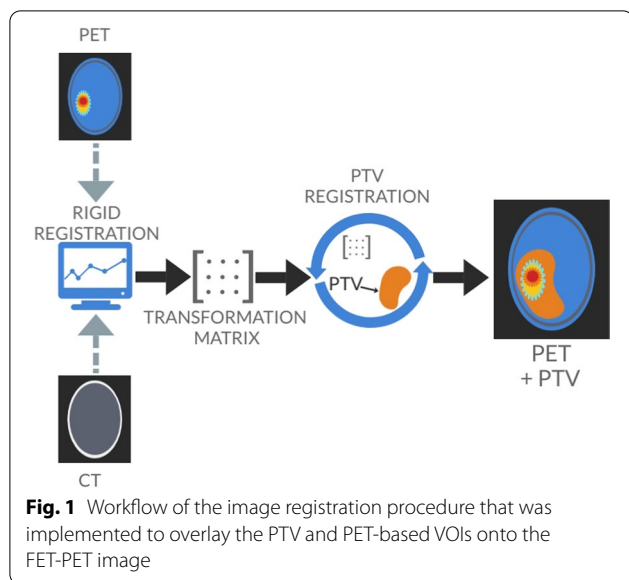 PET
RIGID
REGISTRATION
CT
TRANSFORMATION
MATRIX
PTV
REGISTRATION
PTV
PET
+ PTV
Fig. 1 Workflow of the image registration procedure that was
implemented to overlay the PTV and PET-based VOIs onto the
FET-PET image